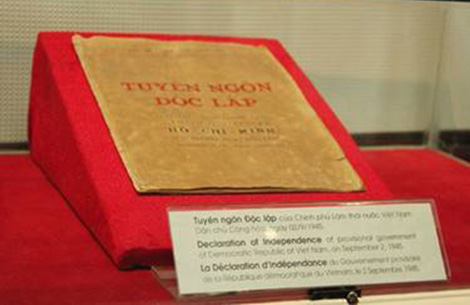 TUYÊN NGÔN
ĐỘC LẬP
HỒ CHÍ MINH
Tuyên ngôn Độc lập của Chính phủ Lâm thời nước Việt Nam
Dân chủ Cộng hòa, ngày 02/9/1945.
Declaration of Independence of provisional government
of Democratic Republic of Viet Nam, on September 2, 1945.
La Déclaration d'indépendance du Gouvernement provisoire
de la République démocratique du Vietnam, le 2 Septembre, 1945.